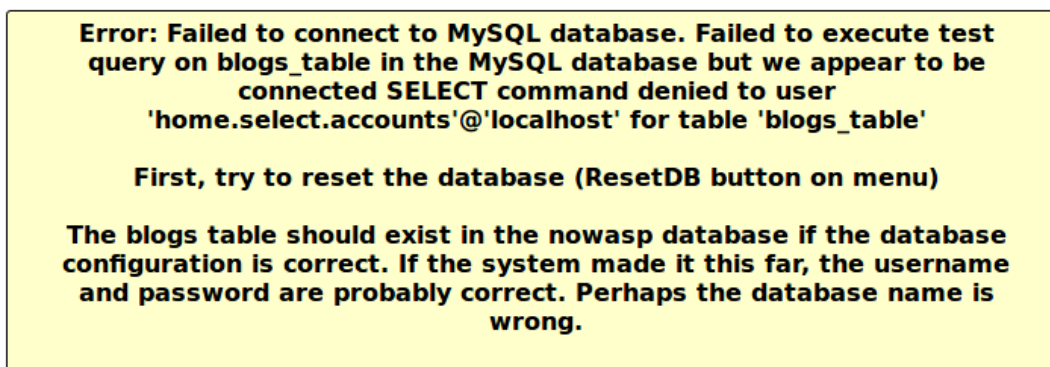 Error: Failed to connect to MySQL database. Failed to execute test
query on blogs_table in the MySQL database but we appear to be
connected SELECT command denied to user
'home.select.accounts'@'localhost' for table 'blogs_table'
First, try to reset the database (ResetDB button on menu)
The blogs table should exist in the nowasp database if the database
configuration is correct. If the system made it this far, the username
and password are probably correct. Perhaps the database name is
wrong.